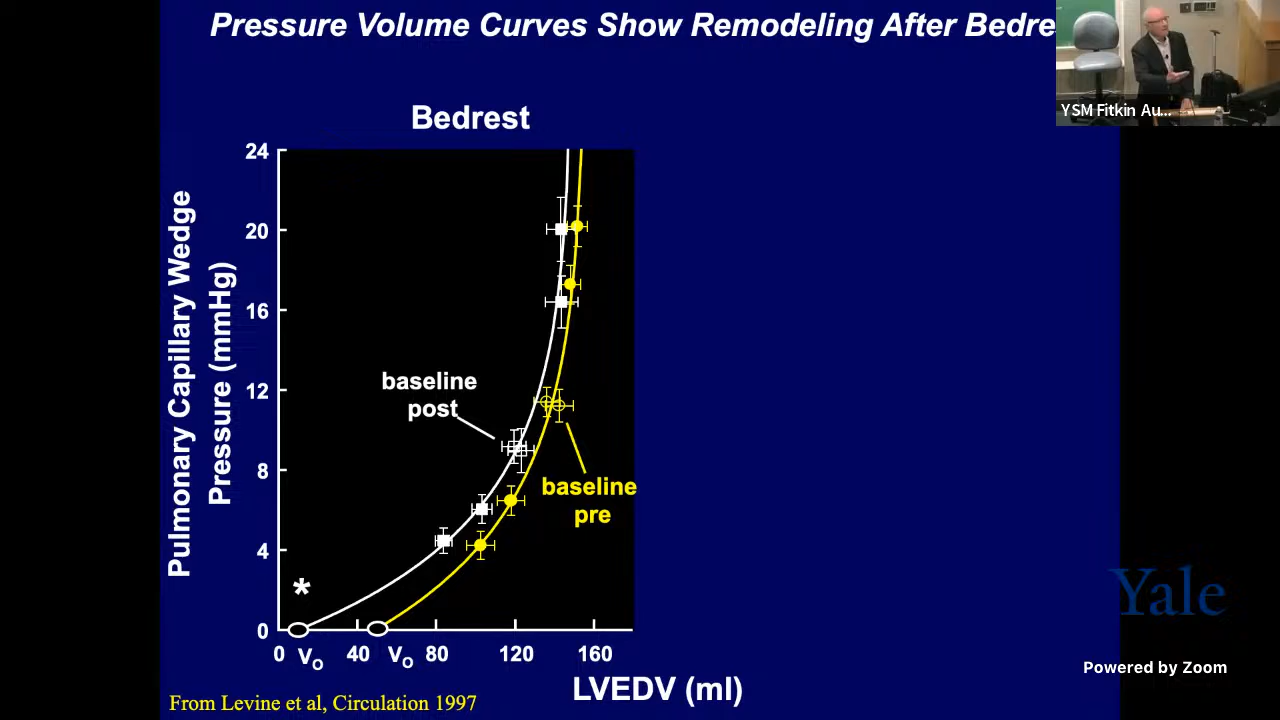 Pressure Volume Curves Show Remodeling After Bedre
YSM Fitkin Au...
Bedrest
Pulmonary Capillary Wedge
Pressure (mmHg)
24
20
16
12
8
4
0
baseline
post
baseline
pre
*
0 Vo 40 Vo 80 120 160
LVEDV (ml)
From Levine et al, Circulation 1997
Yale
Powered by Zoom